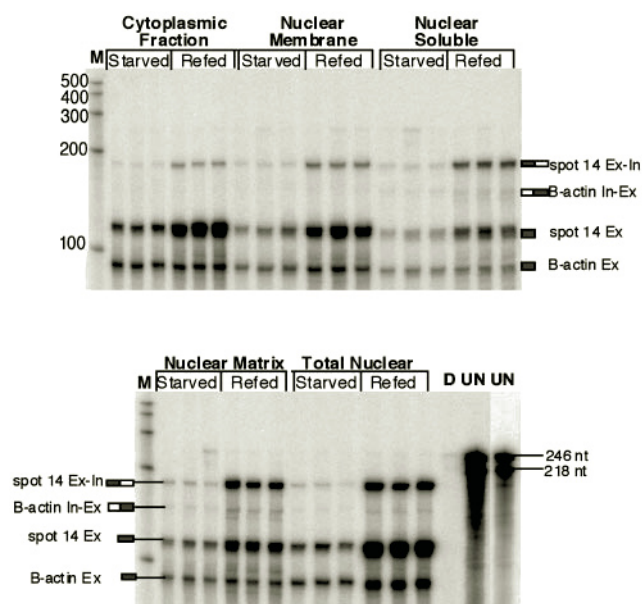 Cytoplasmic Fraction
Nuclear Membrane
Nuclear Soluble
M
Starved
Refed
Starved
Refed
Starved
Refed
500
400
300
200
100
spot 14 Ex-In
B-actin In-Ex
spot 14 Ex
B-actin Ex
Nuclear Matrix
Total Nuclear
M
Starved
Refed
Starved
Refed
D
UN
UN
246 nt
218 nt
spot 14 Ex-In
B-actin In-Ex
spot 14 Ex
B-actin Ex